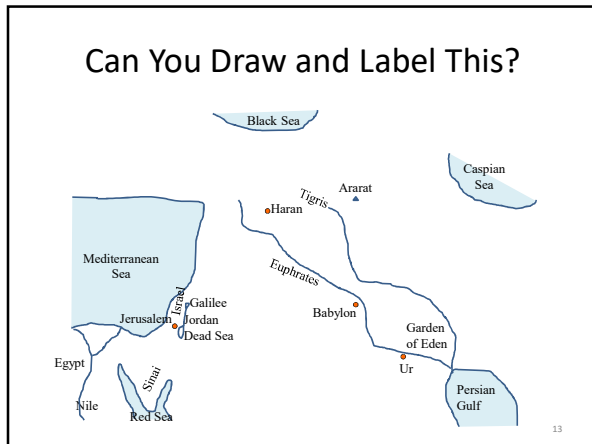 Can You Draw and Label This?
Black Sea
Caspian
Sea
Ararat
Tigris
Haran
Mediterranean
Sea
Euphrates
Israel
Galilee
Jerusalem
Jordan
Dead Sea
Babylon
Garden
of Eden
Egypt
Sinai
Ur
Persian
Gulf
Nile
Red Sea
13